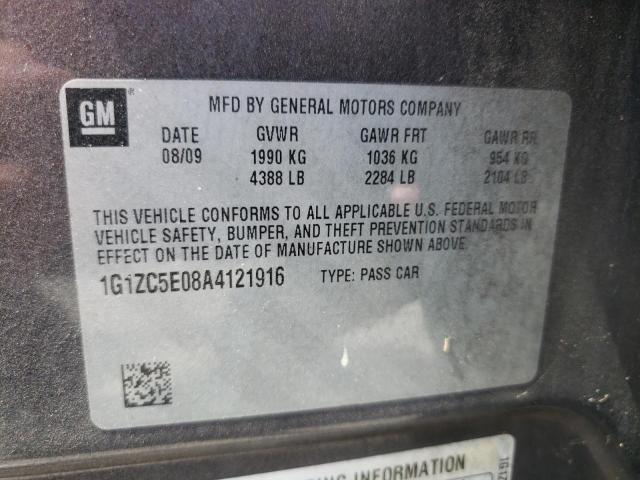 GM
MFD BY GENERAL MOTORS COMPANY
DATE GVWR GAWR FRT GAWR RR
08/09 1990 KG 1036 KG 954 KG
4388 LB 2284 LB 2104 LB
THIS VEHICLE CONFORMS TO ALL APPLICABLE U.S. FEDERAL MOTOR
VEHICLE SAFETY, BUMPER, AND THEFT PREVENTION STANDARDS IN
EFFECT ON THE DATE OF MANUFACTURE SHOWN ABOVE.
1G1ZC5E08A4121916 TYPE: PASS CAR
INFORMATION
1G1Z